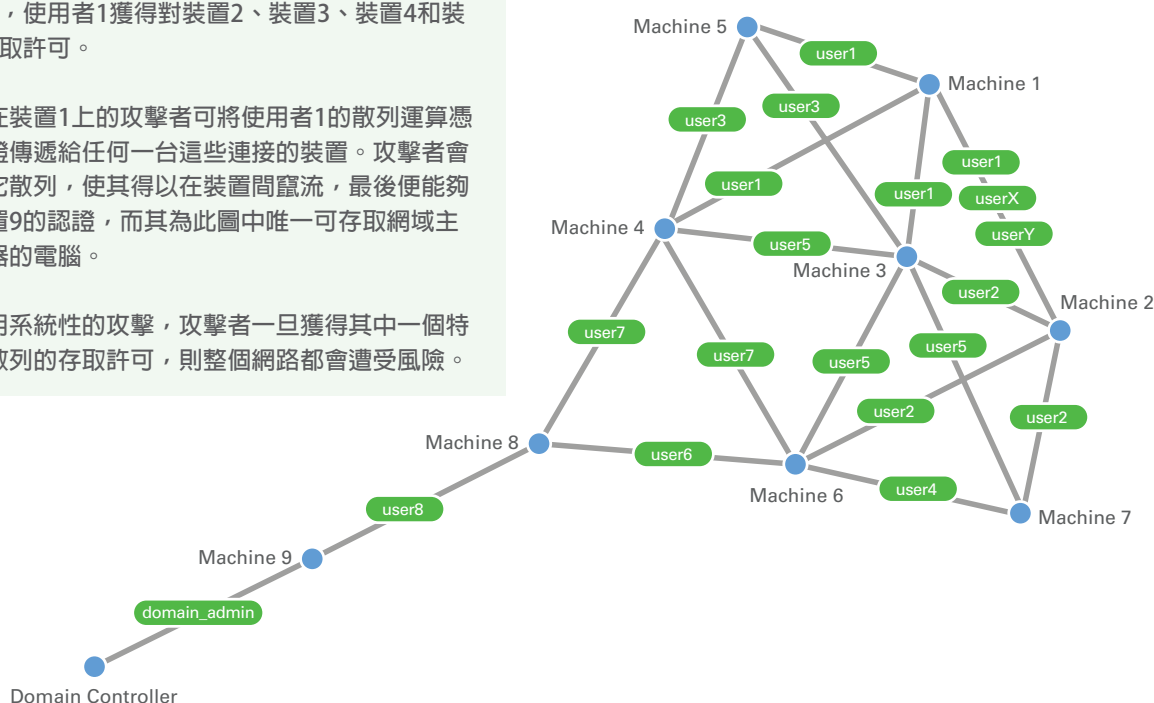 ，使用者1獲得對裝置2、裝置3、裝置4和裝
取許可。
在裝置1上的攻擊者可將使用者1的散列運算憑
證傳遞給任何一台這些連接的裝置。攻擊者會
它散列，使其得以在裝置間竄流，最後便能夠
置9的認證，而其為此圖中唯一可存取網域主
器的電腦。
用系統性的攻擊，攻擊者一旦獲得其中一個特
散列的存取許可，則整個網路都會遭受風險。
Machine 5
user1
Machine 1
user3
user3
user1
user1
user1
userX
userY
Machine 4
user5
Machine 3
user2
Machine 2
user7
user7
user5
user5
user2
user2
Machine 8
user6
Machine 6
user4
Machine 7
user8
Machine 9
domain_admin
Domain Controller